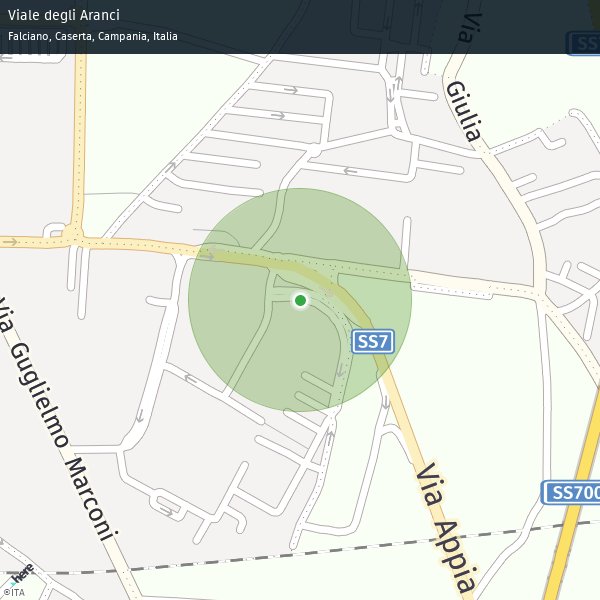 Viale degli Aranci
Falciano, Caserta, Campania, Italia
Via
Giulia
SS7
Via Guglielmo Marconi
Via Appia
SS700
here
©ITA